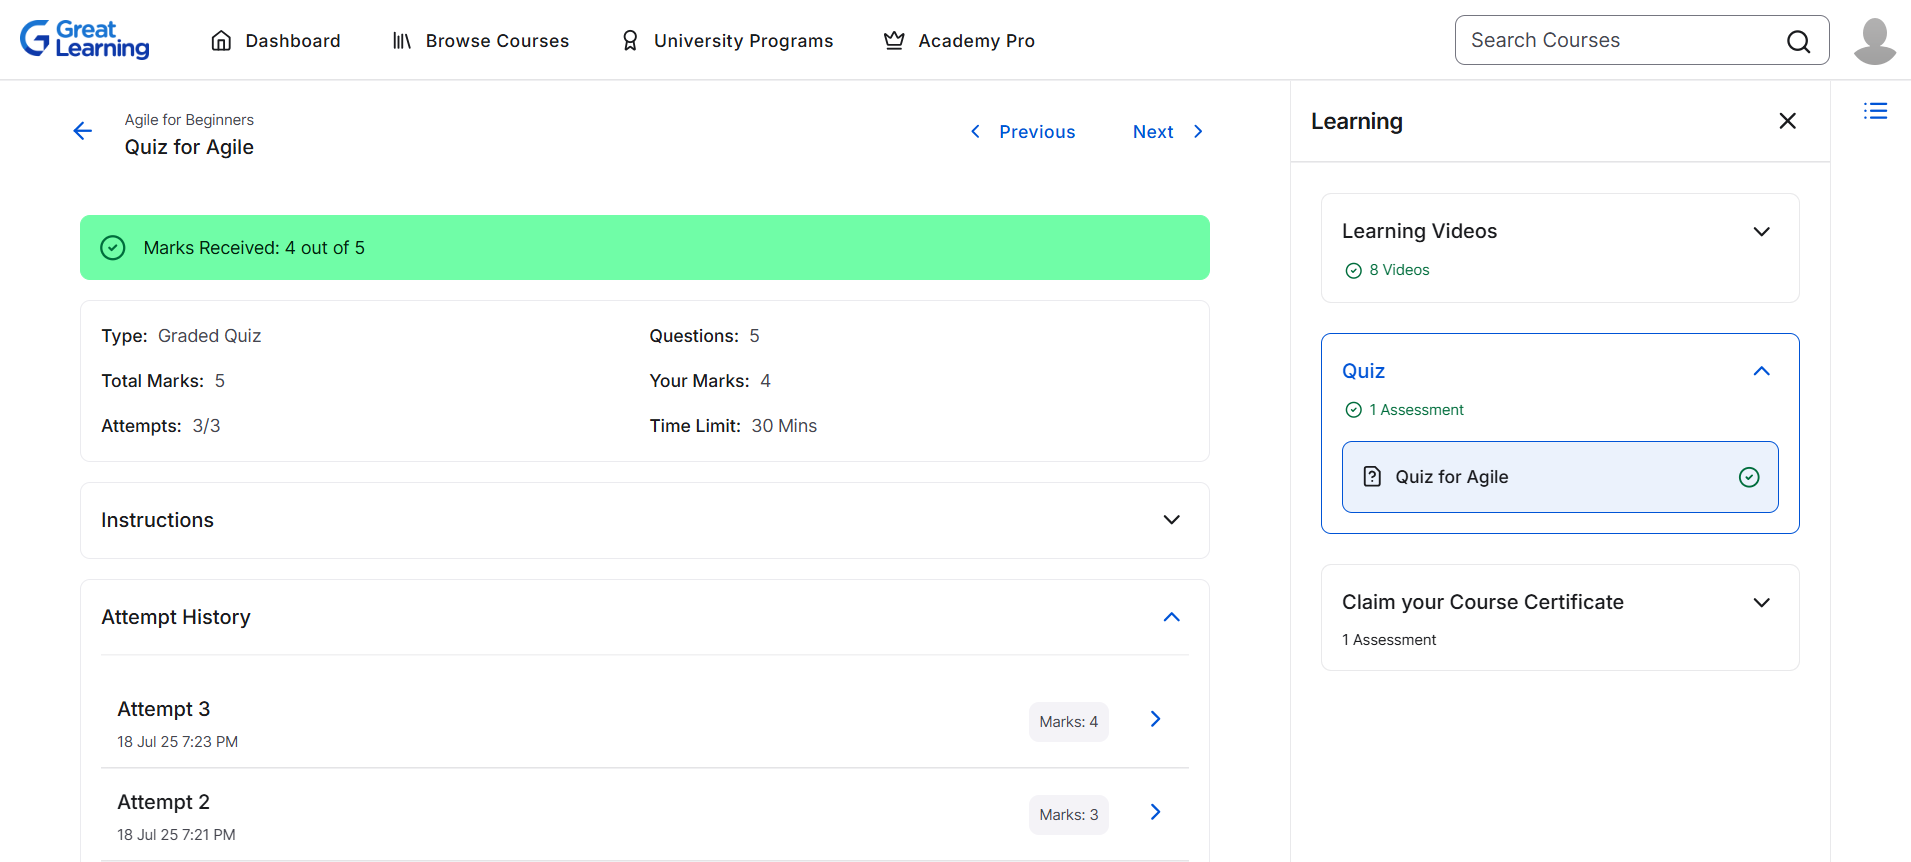 Great Learning
Dashboard
Browse Courses
University Programs
Academy Pro
Search Courses
Agile for Beginners
Quiz for Agile
Previous
Next
Marks Received: 4 out of 5
Type: Graded Quiz
Questions: 5
Total Marks: 5
Your Marks: 4
Attempts: 3/3
Time Limit: 30 Mins
Instructions
Attempt History
Attempt 3
18 Jul 25 7:23 PM
Marks: 4
Attempt 2
18 Jul 25 7:21 PM
Marks: 3
Learning
Learning Videos
8 Videos
Quiz
1 Assessment
Quiz for Agile
Claim your Course Certificate
1 Assessment